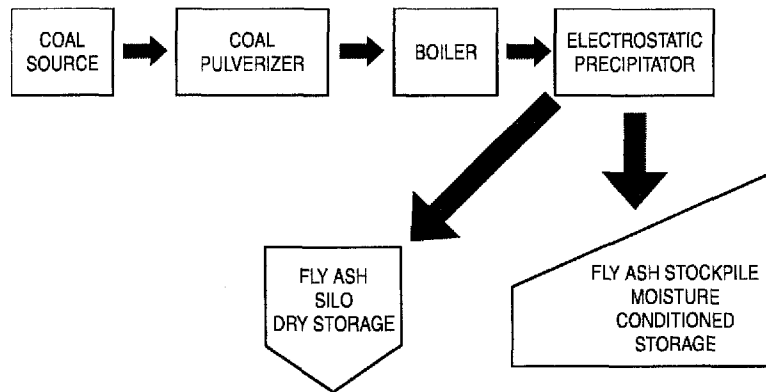 COAL
SOURCE
COAL
PULVERIZER
BOILER
ELECTROSTATIC
PRECIPITATOR
FLY ASH
SILO
DRY STORAGE
FLY ASH STOCKPILE
MOISTURE
CONDITIONED
STORAGE